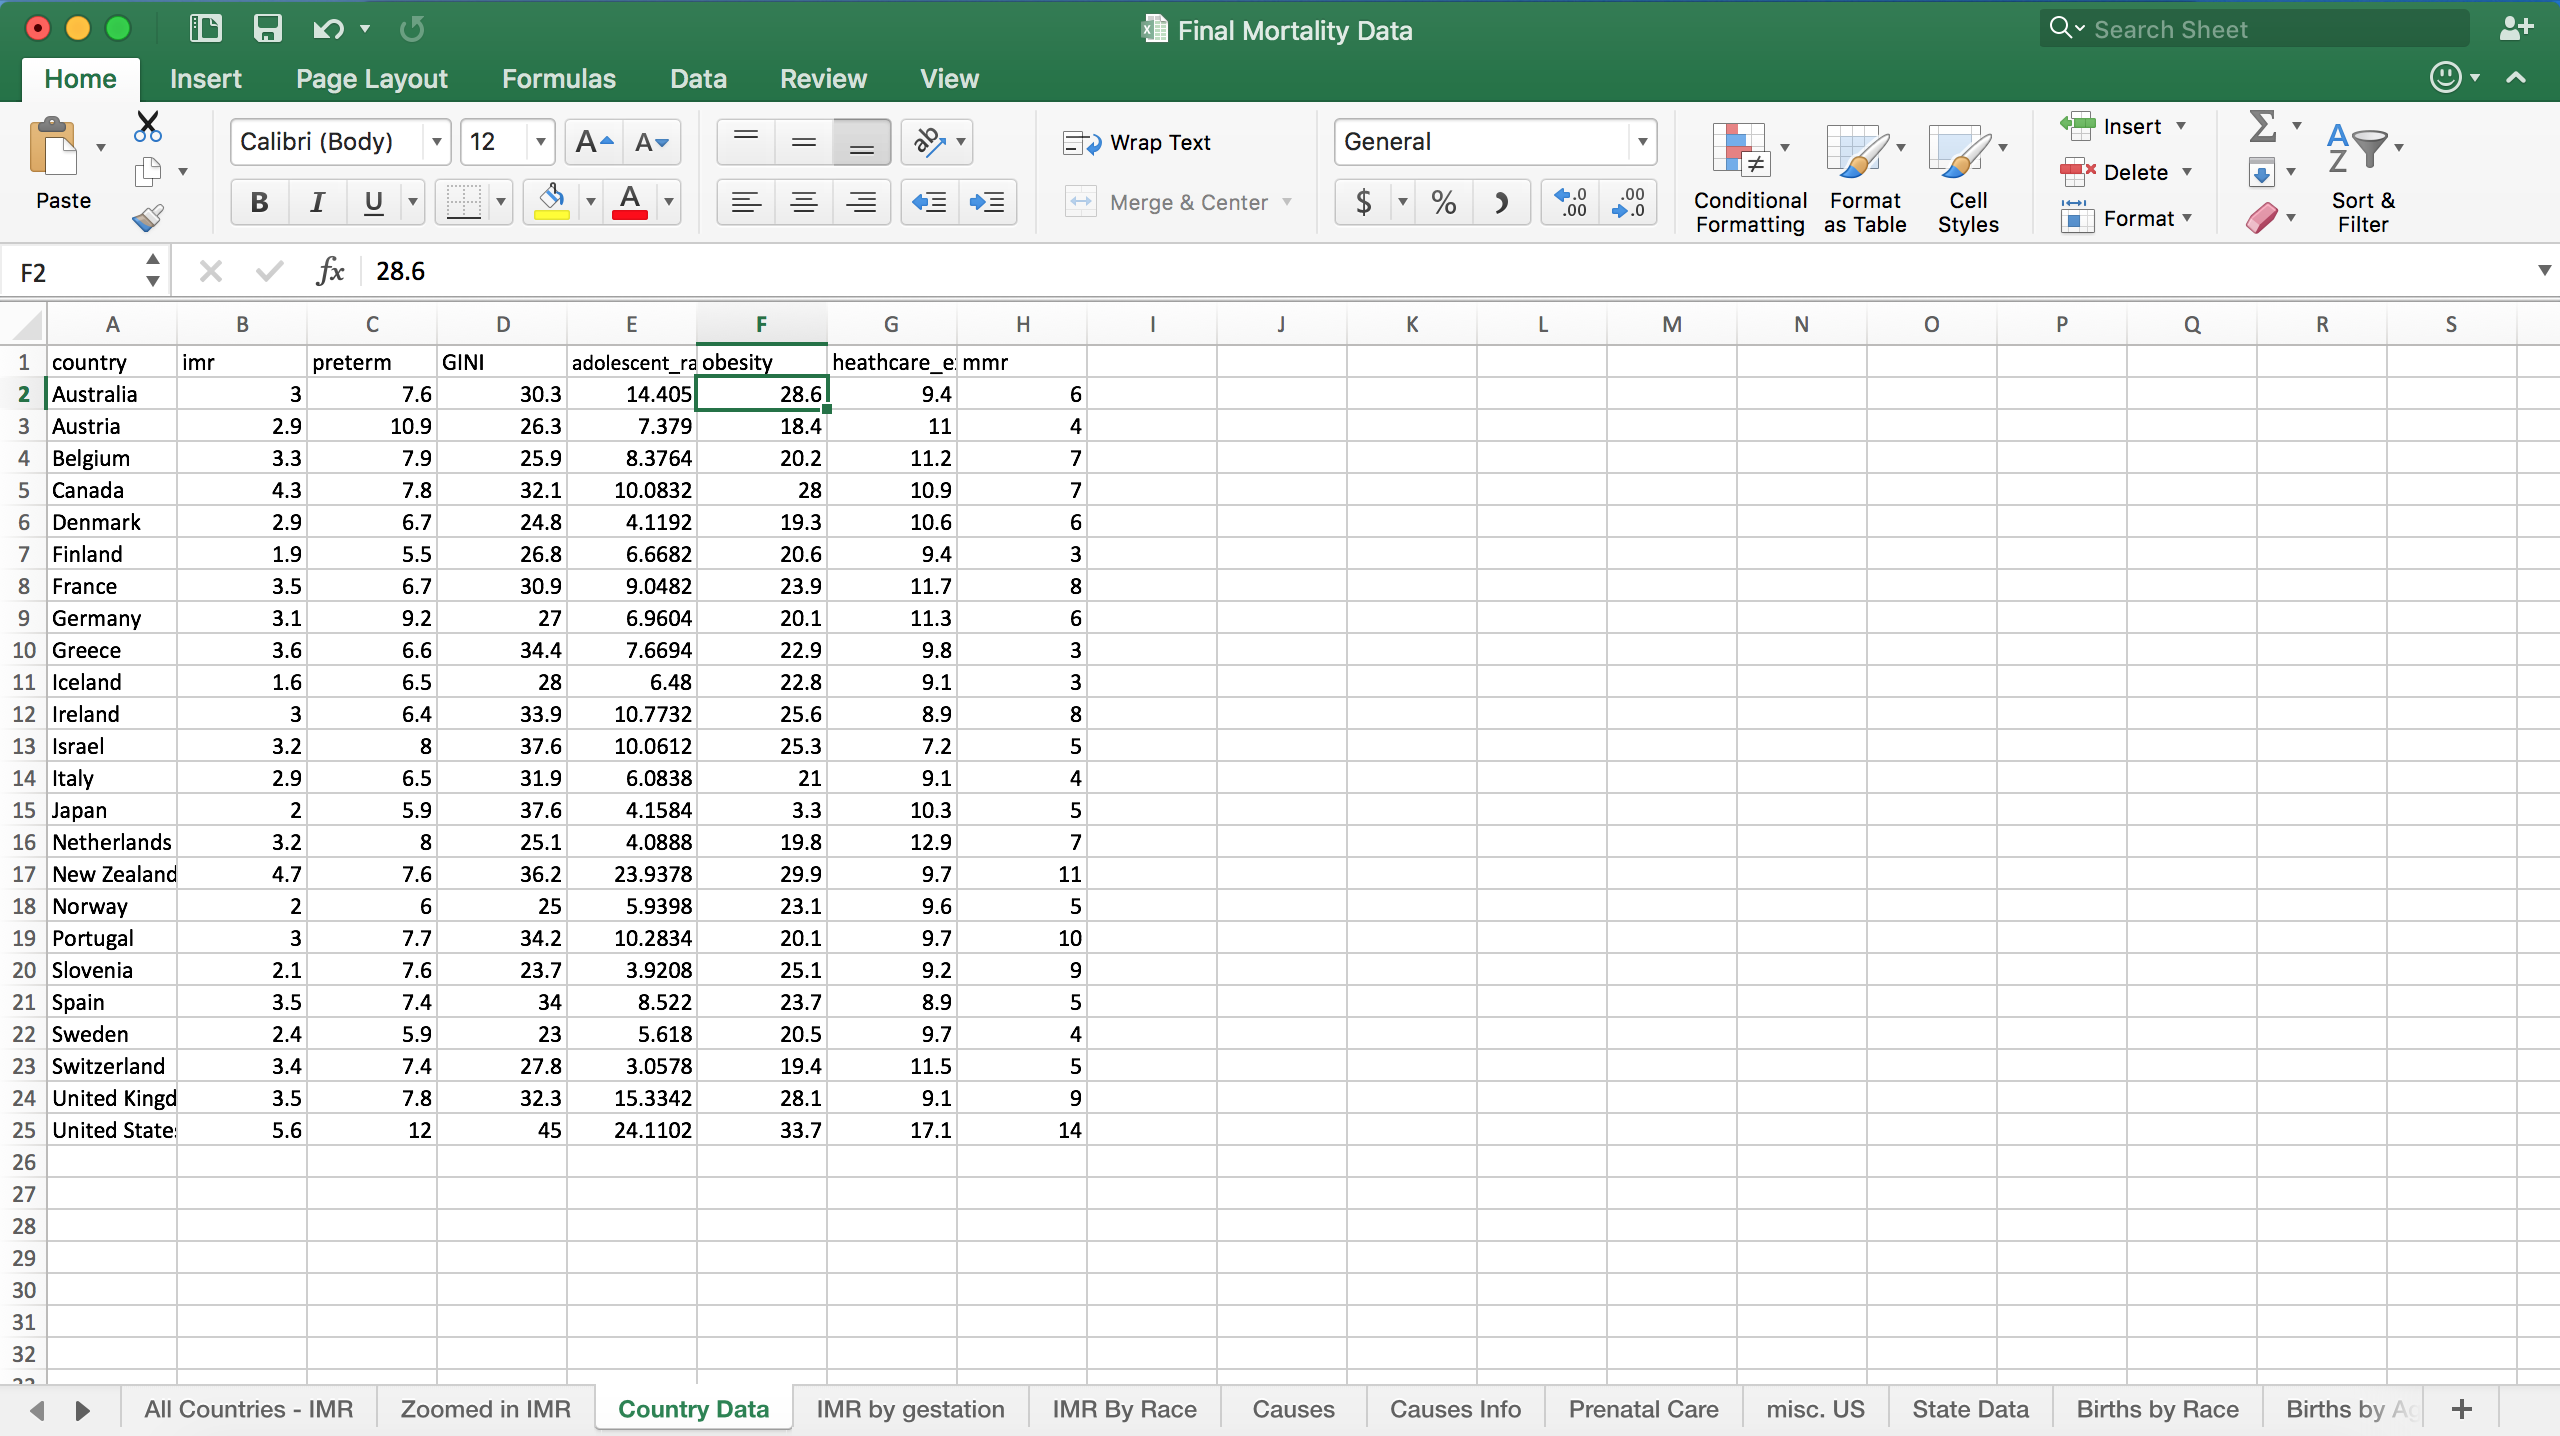 Final Mortality Data
Search Sheet
Home Insert Page Layout Formulas Data Review View
Paste
Calibri (Body) 12
Wrap Text
Merge & Center
General
Conditional Formatting
Format as Table
Cell Styles
Insert
Delete
Format
Sort & Filter
F2 fx 28.6
A B C D E F G H I J K L M N O P Q R S
1 country imr preterm GINI adolescent_ra obesity heathcare_e mmr
2 Australia 3 7.6 30.3 14.405 28.6 9.4 6
3 Austria 2.9 10.9 26.3 7.379 18.4 11 4
4 Belgium 3.3 7.9 25.9 8.3764 20.2 11.2 7
5 Canada 4.3 7.8 32.1 10.0832 28 10.9 7
6 Denmark 2.9 6.7 24.8 4.1192 19.3 10.6 6
7 Finland 1.9 5.5 26.8 6.6682 20.6 9.4 3
8 France 3.5 6.7 30.9 9.0482 23.9 11.7 8
9 Germany 3.1 9.2 27 6.9604 20.1 11.3 6
10 Greece 3.6 6.6 34.4 7.6694 22.9 9.8 3
11 Iceland 1.6 6.5 28 6.48 22.8 9.1 3
12 Ireland 3 6.4 33.9 10.7732 25.6 8.9 8
13 Israel 3.2 8 37.6 10.0612 25.3 7.2 5
14 Italy 2.9 6.5 31.9 6.0838 21 9.1 4
15 Japan 2 5.9 37.6 4.1584 3.3 10.3 5
16 Netherlands 3.2 8 25.1 4.0888 19.8 12.9 7
17 New Zealand 4.7 7.6 36.2 23.9378 29.9 9.7 11
18 Norway 2 6 25 5.9398 23.1 9.6 5
19 Portugal 3 7.7 34.2 10.2834 20.1 9.7 10
20 Slovenia 2.1 7.6 23.7 3.9208 25.1 9.2 9
21 Spain 3.5 7.4 34 8.522 23.7 8.9 5
22 Sweden 2.4 5.9 23 5.618 20.5 9.7 4
23 Switzerland 3.4 7.4 27.8 3.0578 19.4 11.5 5
24 United Kingd 3.5 7.8 32.3 15.3342 28.1 9.1 9
25 United State 5.6 12 45 24.1102 33.7 17.1 14
26
27
28
29
30
31
32
All Countries - IMR Zoomed in IMR Country Data IMR by gestation IMR By Race Causes Causes Info Prenatal Care misc. US State Data Births by Race Births by Ag